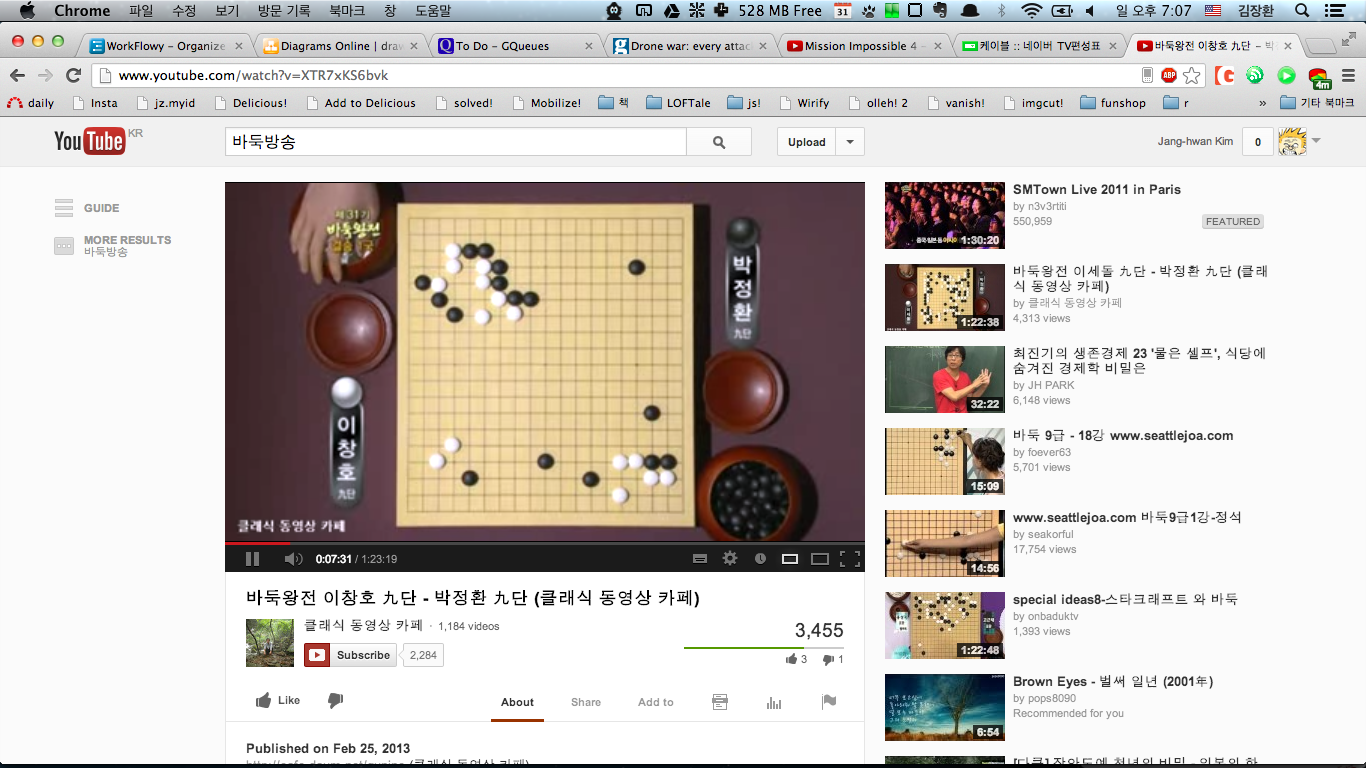 Chrome 파일 수정 보기 방문 기록 북마크 창 도움말 528 MB Free 31 일 오후 7:07 김장환
WorkFlowy – Organize
Diagrams Online | draw
To Do – GQueues
Drone war: every attac
Mission Impossible 4 –
케이블 :: 네이버 TV편성표
바둑왕전 이창호 九단 –
www.youtube.com/watch?v=XTR7xKS6bvk
ABP
4m
daily Insta jz.myid Delicious! Add to Delicious solved! Mobilize! 책 LOFTale js! Wirify olleh! 2 vanish! imgcut! funshop r » 기타 북마크
YouTube KR
바둑방송
Upload
Jang-hwan Kim 0
GUIDE
MORE RESULTS
바둑방송
제31기
바둑왕전
박정환 九단
이창호 九단
클래식 동영상 카페
0:07:31 / 1:23:19
바둑왕전 이창호 九단 - 박정환 九단 (클래식 동영상 카페)
클래식 동영상 카페 · 1,184 videos
Subscribe 2,284
3,455
3 1
Like
About Share Add to
Published on Feb 25, 2013
SMTown Live 2011 in Paris
by n3v3rtiti
550,959
FEATURED
1:30:20
바둑왕전 이세돌 九단 - 박정환 九단 (클래
식 동영상 카페)
by 클래식 동영상 카페
4,313 views
1:22:38
최진기의 생존경제 23 '물은 셀프', 식당에
숨겨진 경제학 비밀은
by JH PARK
6,148 views
32:22
바둑 9급 - 18강 www.seattlejoa.com
by foever63
5,701 views
15:09
www.seattlejoa.com 바둑9급1강-정석
by seakorful
17,754 views
14:56
special ideas8-스타크래프트 와 바둑
by onbaduktv
1,393 views
1:22:48
Brown Eyes - 벌써 일년 (2001年)
by pops8090
Recommended for you
6:54